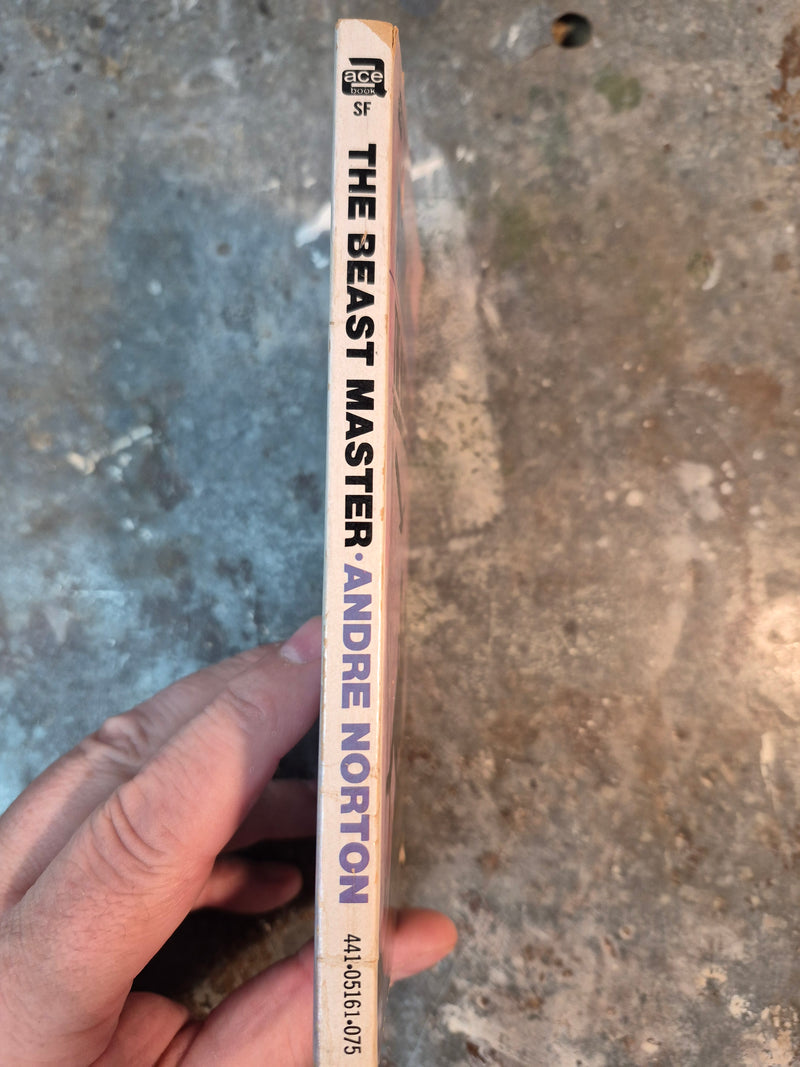 ace
book
SF
THE BEAST MASTER • ANDRE NORTON
441•05161•075